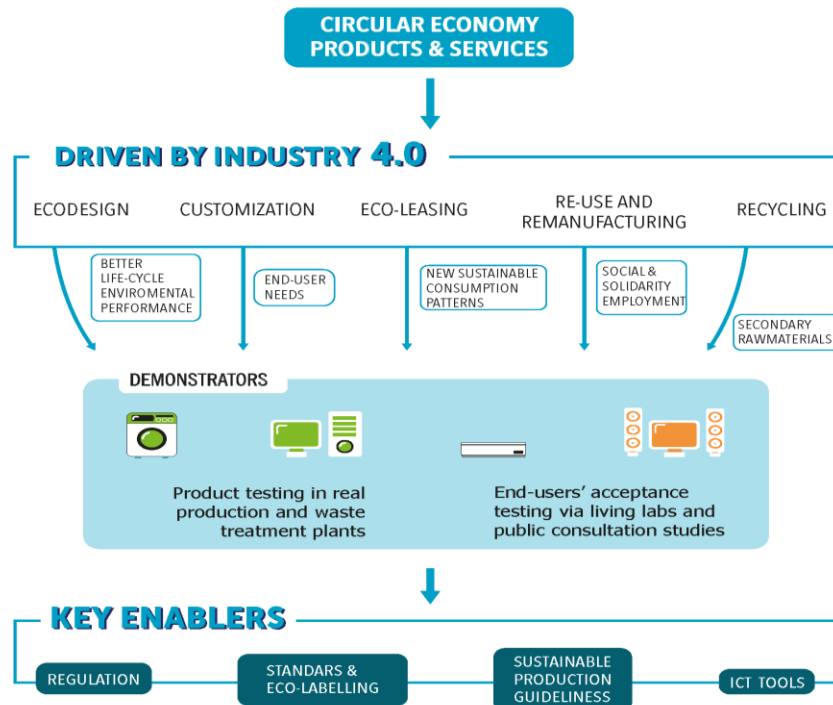 CIRCULAR ECONOMY
PRODUCTS & SERVICES
DRIVEN BY INDUSTRY 4.0
ECODESIGN
CUSTOMIZATION
ECO-LEASING
RE-USE AND
REMANUFACTURING
RECYCLING
BETTER
LIFE-CYCLE
ENVIROMENTAL
PERFORMANCE
END-USER
NEEDS
NEW SUSTAINABLE
CONSUMPTION
PATTERNS
SOCIAL &
SOLIDARITY
EMPLOYMENT
SECONDARY
RAWMATERIALS
DEMONSTRATORS
Product testing in real
production and waste
treatment plants
End-users’ acceptance
testing via living labs and
public consultation studies
KEY ENABLERS
REGULATION
STANDARS &
ECO-LABELLING
SUSTAINABLE
PRODUCTION
GUIDELINESS
ICT TOOLS